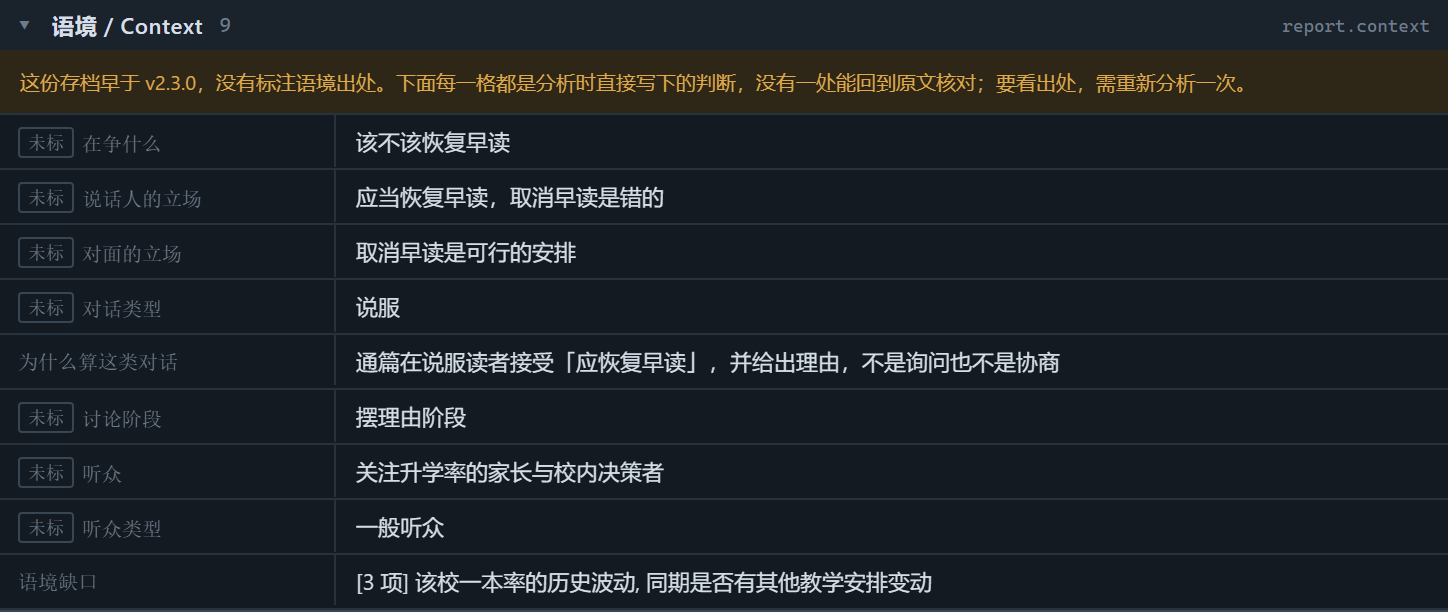 ▼ 语境 / Context 9 report.context
这份存档早于 v2.3.0，没有标注语境出处。下面每一格都是分析时直接写下的判断，没有一处能回到原文核对；要看出处，需重新分析一次。
未标 在争什么 该不该恢复早读
未标 说话人的立场 应当恢复早读，取消早读是错的
未标 对面的立场 取消早读是可行的安排
未标 对话类型 说服
为什么算这类对话 通篇在说服读者接受「应恢复早读」，并给出理由，不是询问也不是协商
未标 讨论阶段 摆理由阶段
未标 听众 关注升学率的家长与校内决策者
未标 听众类型 一般听众
语境缺口 [3 项] 该校一本率的历史波动, 同期是否有其他教学安排变动